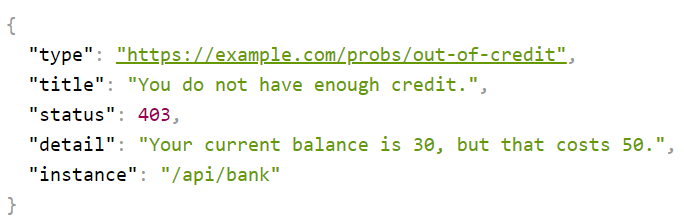 {
"type": "https://example.com/probs/out-of-credit",
"title": "You do not have enough credit.",
"status": 403,
"detail": "Your current balance is 30, but that costs 50.",
"instance": "/api/bank"
}